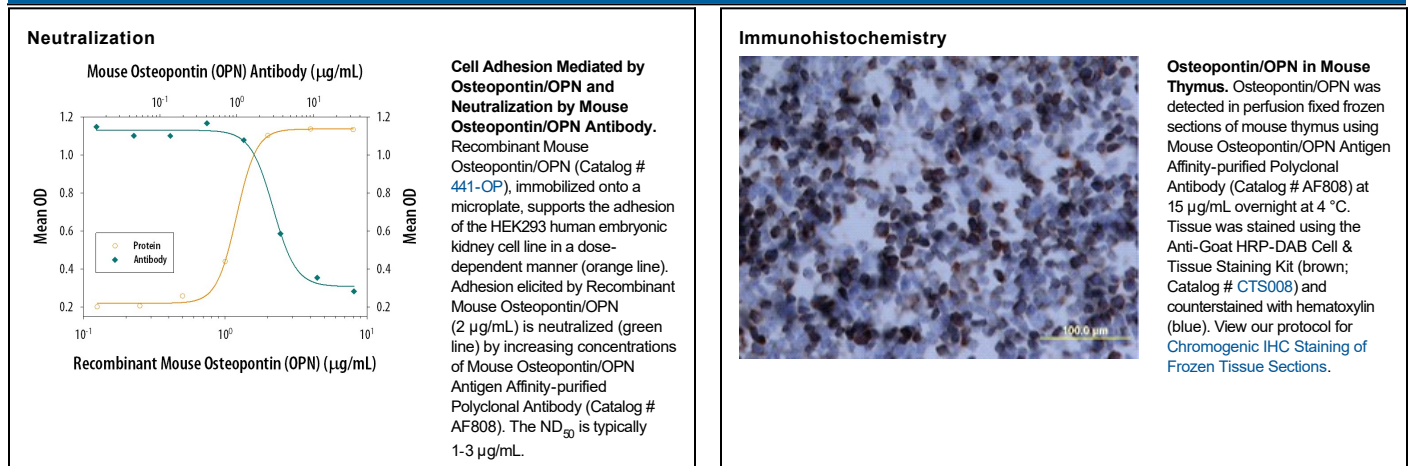 Neutralization
Mouse Osteopontin (OPN) Antibody (µg/mL)
10⁻¹ 10⁰ 10¹
1.2 1.2
1.0 1.0
0.8 0.8
0.6 0.6
0.4 0.4
0.2 0.2
Mean OD
Mean OD
Protein
Antibody
10⁻¹ 10⁰ 10¹
Recombinant Mouse Osteopontin (OPN) (µg/mL)
Cell Adhesion Mediated by
Osteopontin/OPN and
Neutralization by Mouse
Osteopontin/OPN Antibody.
Recombinant Mouse
Osteopontin/OPN (Catalog #
441-OP), immobilized onto a
microplate, supports the adhesion
of the HEK293 human embryonic
kidney cell line in a dose-
dependent manner (orange line).
Adhesion elicited by Recombinant
Mouse Osteopontin/OPN
(2 µg/mL) is neutralized (green
line) by increasing concentrations
of Mouse Osteopontin/OPN
Antigen Affinity-purified
Polyclonal Antibody (Catalog #
AF808). The ND₅₀ is typically
1-3 µg/mL.
Immunohistochemistry
100.0 µm
Osteopontin/OPN in Mouse
Thymus. Osteopontin/OPN was
detected in perfusion fixed frozen
sections of mouse thymus using
Mouse Osteopontin/OPN Antigen
Affinity-purified Polyclonal
Antibody (Catalog # AF808) at
15 µg/mL overnight at 4 °C.
Tissue was stained using the
Anti-Goat HRP-DAB Cell &
Tissue Staining Kit (brown;
Catalog # CTS008) and
counterstained with hematoxylin
(blue). View our protocol for
Chromogenic IHC Staining of
Frozen Tissue Sections.